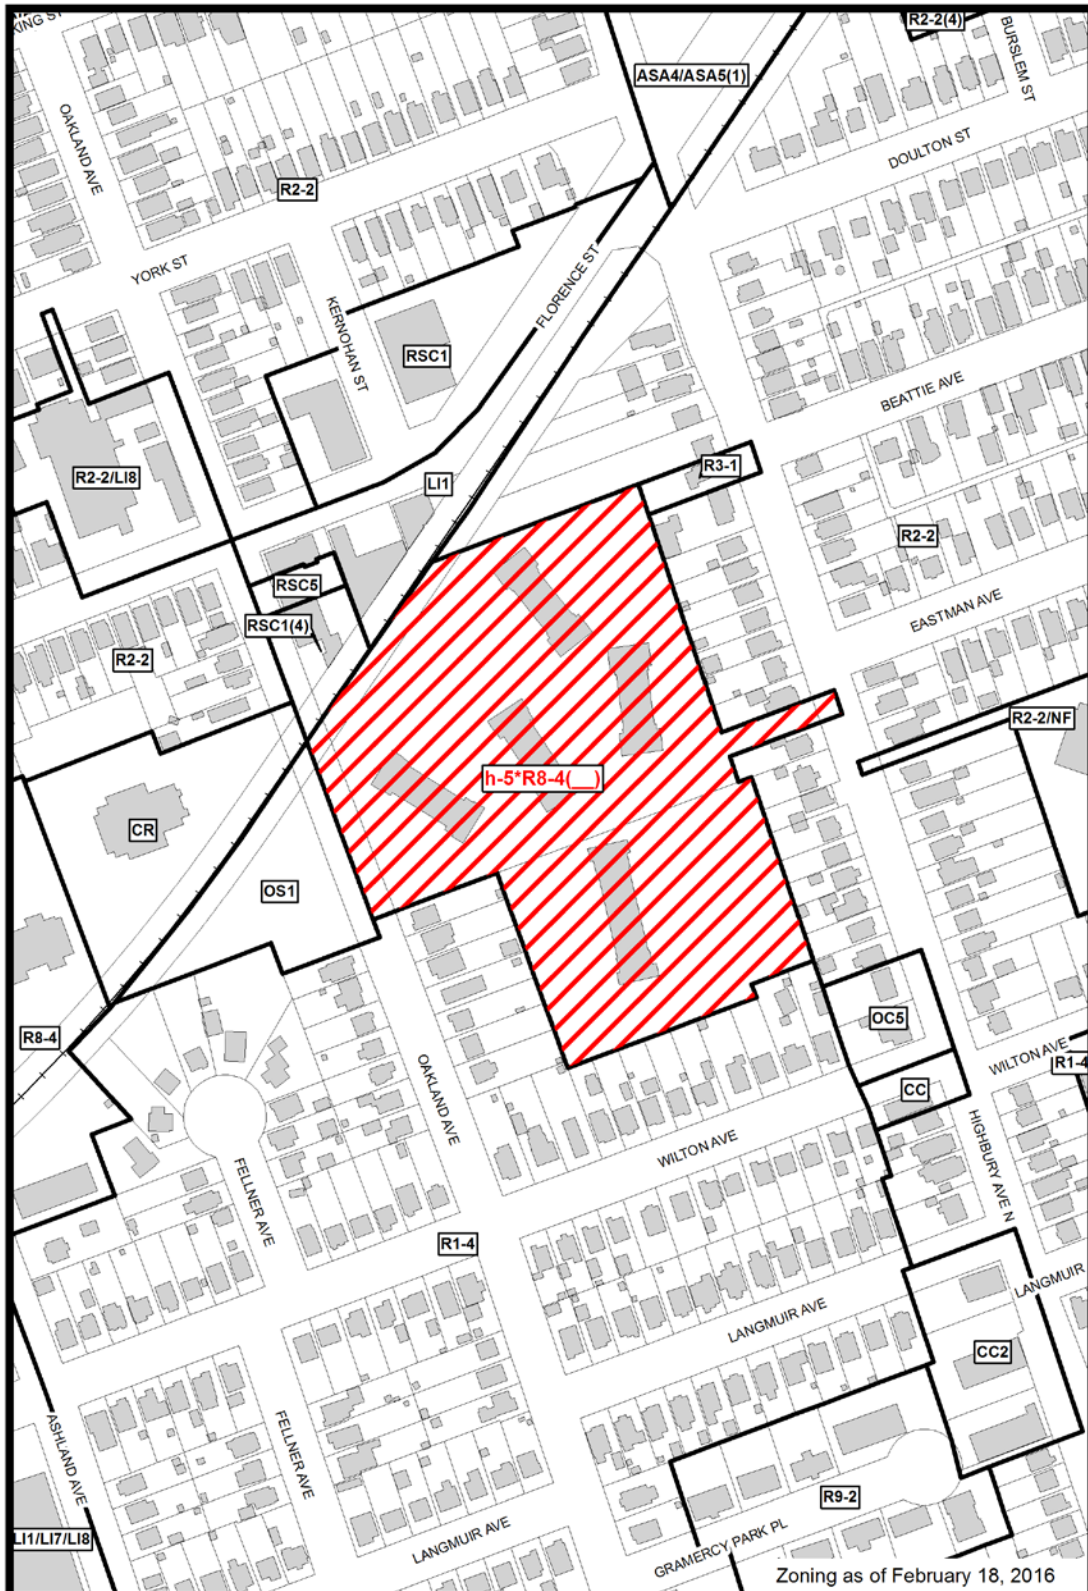 KING ST
R2-2(4)
BURSLEM ST
ASA4/ASA5(1)
OAKLAND AVE
DOULTON ST
R2-2
YORK ST
KERNOHAN ST
FLORENCE ST
RSC1
BEATTIE AVE
R2-2/LI8
LI1
R3-1
R2-2
RSC5
RSC1(4)
EASTMAN AVE
R2-2
R2-2/NF
h-5*R8-4(__)
CR
OS1
OC5
R8-4
WILTON AVE
R1-4
CC
OAKLAND AVE
WILTON AVE
HIGHBURY AVE N
FELLNER AVE
R1-4
LANGMUIR
LANGMUIR AVE
CC2
ASHLAND AVE
FELLNER AVE
R9-2
LI1/LI7/LI8
LANGMUIR AVE
GRAMERCY PARK PL
Zoning as of February 18, 2016